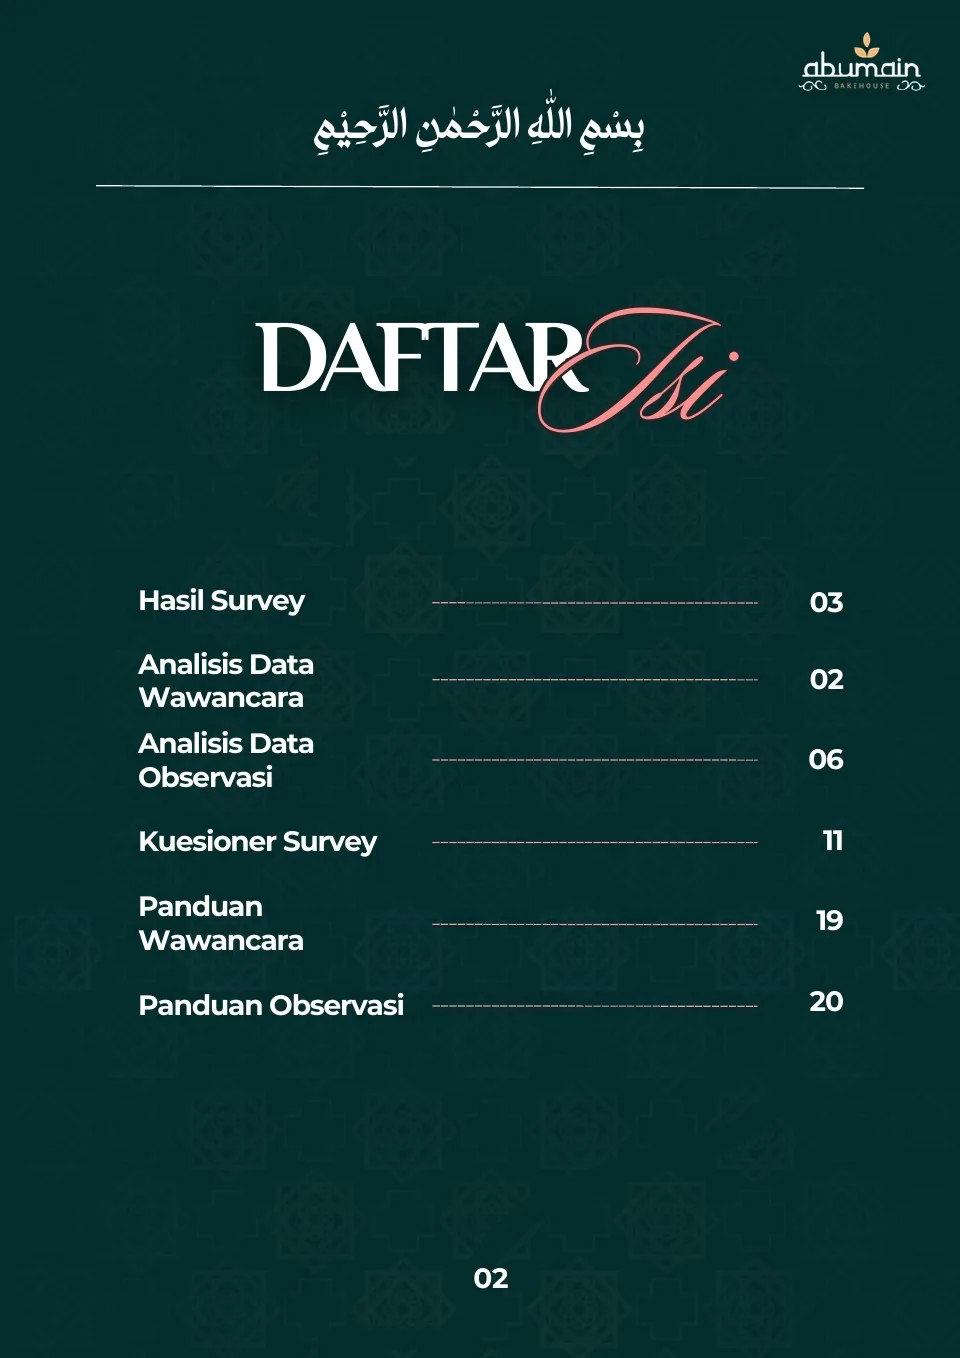 abumain
BAKEHOUSE
بِسْمِ اللّٰهِ الرَّحْمٰنِ الرَّحِيْمِ
DAFTAR Isi
Hasil Survey 03
Analisis Data
Wawancara 02
Analisis Data
Observasi 06
Kuesioner Survey 11
Panduan
Wawancara 19
Panduan Observasi 20
02